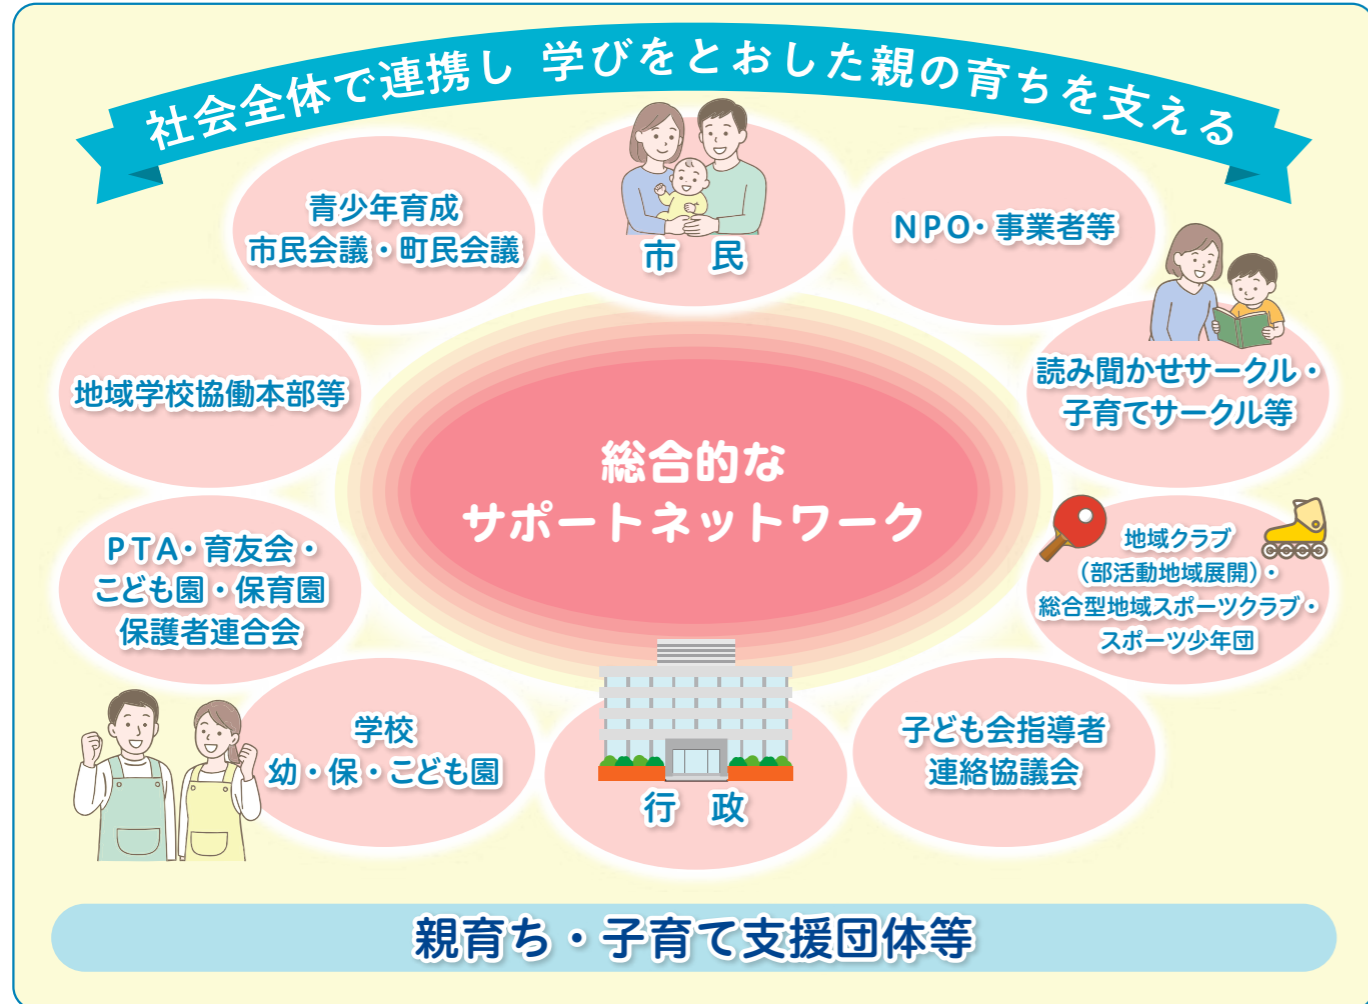 社会全体で連携し 学びをとおした親の育ちを支える
市　民
NPO・事業者等
読み聞かせサークル・
子育てサークル等
地域クラブ
（部活動地域展開）・
総合型地域スポーツクラブ・
スポーツ少年団
子ども会指導者
連絡協議会
行　政
学校
幼・保・こども園
PTA・育友会・
こども園・保育園
保護者連合会
地域学校協働本部等
青少年育成
市民会議・町民会議
総合的な
サポートネットワーク
親育ち・子育て支援団体等